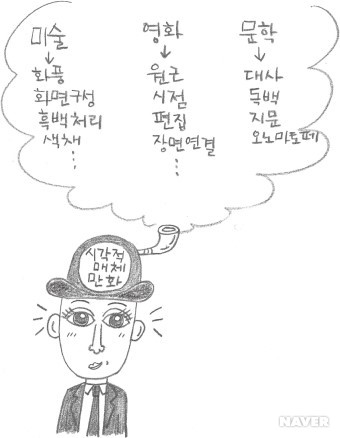 미술 영화 문학
↓ ↓ ↓
화풍 원근 대사
화면구성 시점 독백
흑백처리 편집 지문
색채 장면연결 오노마토페
⋮ ⋮
시각적
매체
만화
NAVER